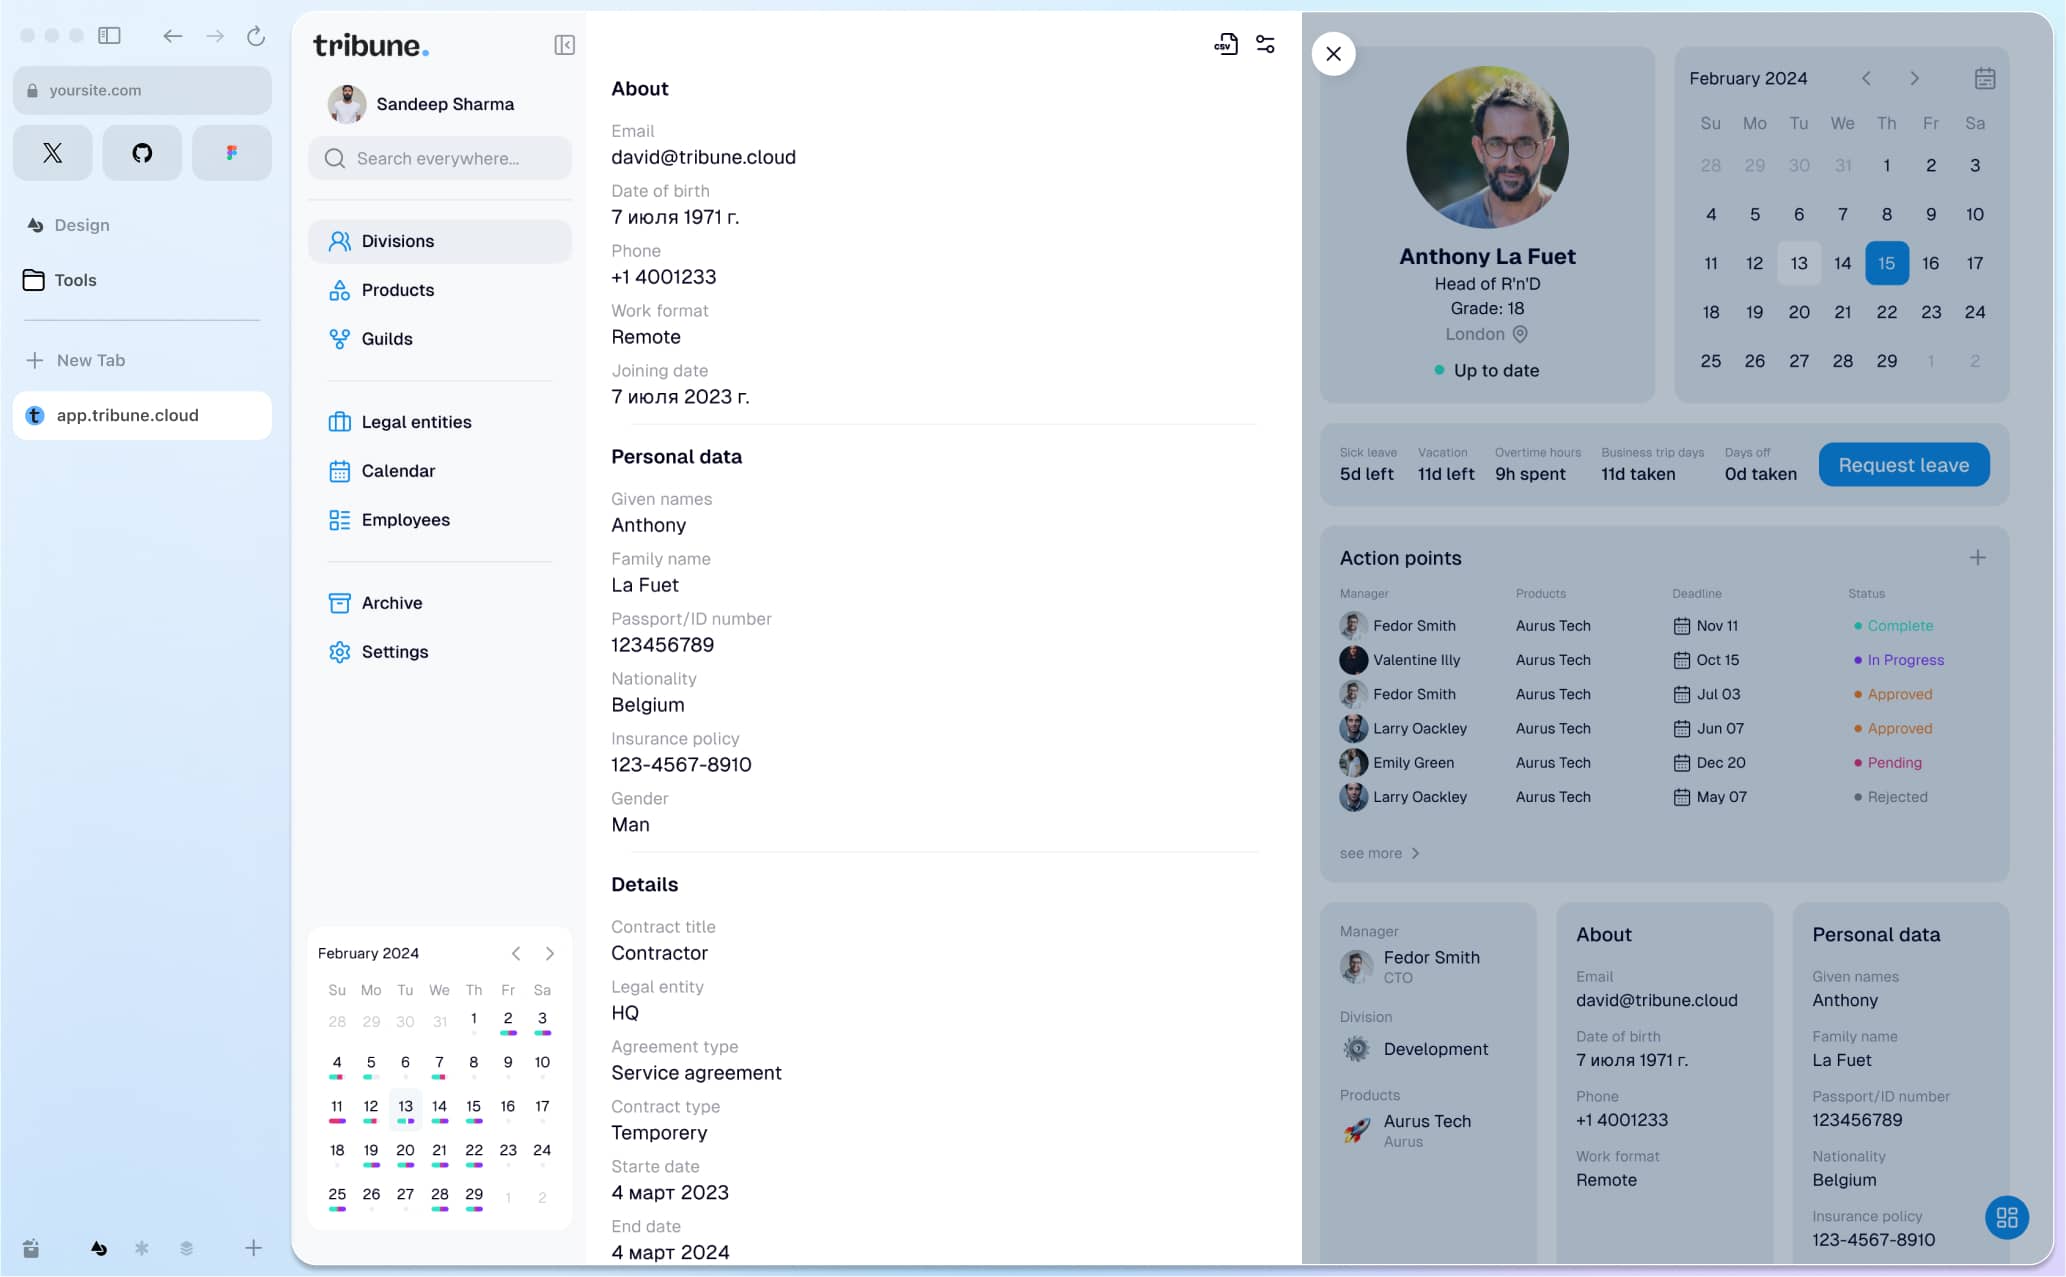 yoursite.com
Design
Tools
New Tab
app.tribune.cloud
tribune.
Sandeep Sharma
Search everywhere...
Divisions
Products
Guilds
Legal entities
Calendar
Employees
Archive
Settings
February 2024
Su Mo Tu We Th Fr Sa
28 29 30 31 1 2 3
4 5 6 7 8 9 10
11 12 13 14 15 16 17
18 19 20 21 22 23 24
25 26 27 28 29 1 2
CSV
About
Email
david@tribune.cloud
Date of birth
7 июля 1971 г.
Phone
+1 4001233
Work format
Remote
Joining date
7 июля 2023 г.
Personal data
Given names
Anthony
Family name
La Fuet
Passport/ID number
123456789
Nationality
Belgium
Insurance policy
123-4567-8910
Gender
Man
Details
Contract title
Contractor
Legal entity
HQ
Agreement type
Service agreement
Contract type
Temporery
Starte date
4 март 2023
End date
4 март 2024
Anthony La Fuet
Head of R'n'D
Grade: 18
London
Up to date
February 2024
Su Mo Tu We Th Fr Sa
28 29 30 31 1 2 3
4 5 6 7 8 9 10
11 12 13 14 15 16 17
18 19 20 21 22 23 24
25 26 27 28 29 1 2
Sick leave Vacation Overtime hours Business trip days Days off
5d left 11d left 9h spent 11d taken 0d taken
Request leave
Action points
Manager Products Deadline Status
Fedor Smith Aurus Tech Nov 11 Complete
Valentine Illy Aurus Tech Oct 15 In Progress
Fedor Smith Aurus Tech Jul 03 Approved
Larry Oackley Aurus Tech Jun 07 Approved
Emily Green Aurus Tech Dec 20 Pending
Larry Oackley Aurus Tech May 07 Rejected
see more
Manager
Fedor Smith
CTO
Division
Development
Products
Aurus Tech
Aurus
About
Email
david@tribune.cloud
Date of birth
7 июля 1971 г.
Phone
+1 4001233
Work format
Remote
Personal data
Given names
Anthony
Family name
La Fuet
Passport/ID number
123456789
Nationality
Belgium
Insurance policy
123-4567-8910